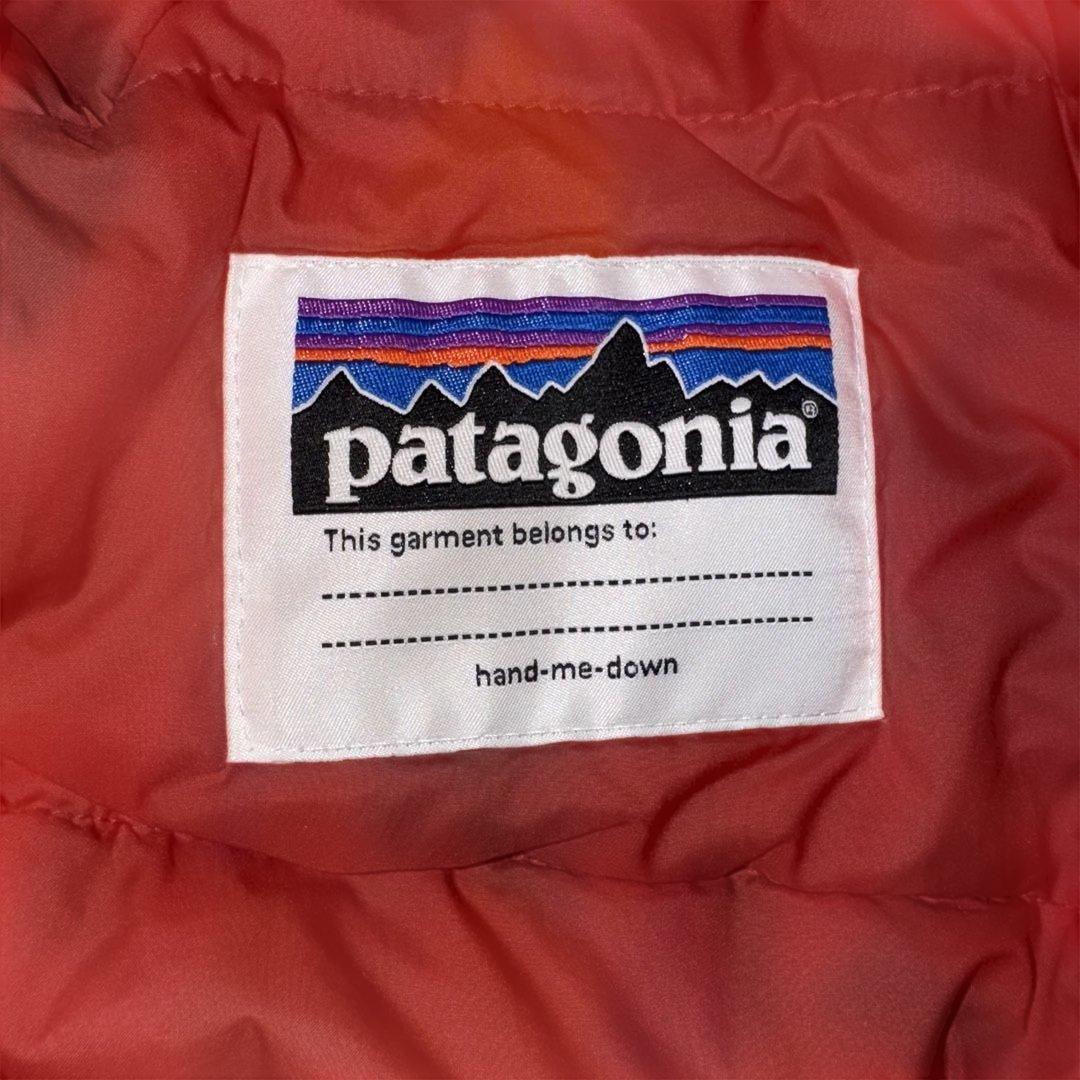 patagonia®
This garment belongs to:
hand-me-down